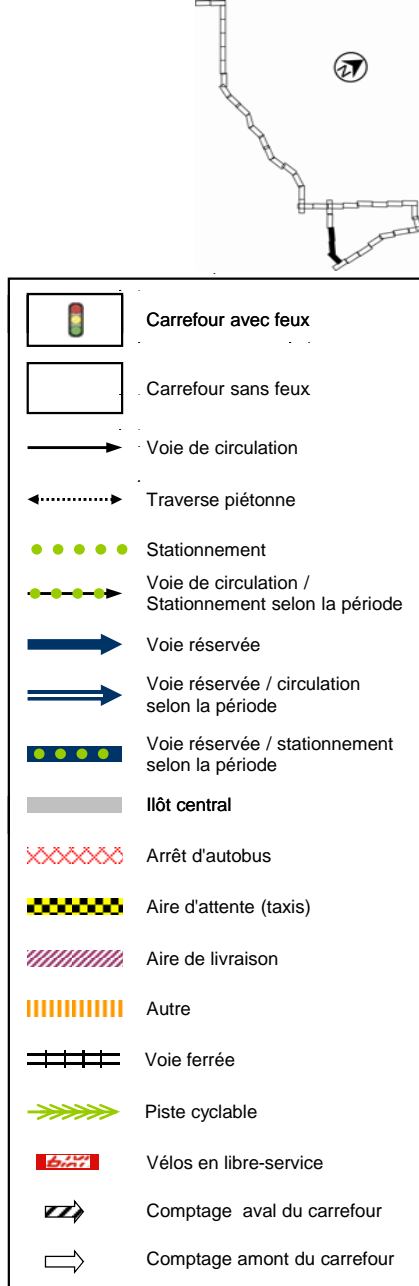 Carrefour avec feux
Carrefour sans feux
Voie de circulation
Traverse piétonne
Stationnement
Voie de circulation /
Stationnement selon la période
Voie réservée
Voie réservée / circulation
selon la période
Voie réservée / stationnement
selon la période
Ilôt central
Arrêt d'autobus
Aire d'attente (taxis)
Aire de livraison
Autre
Voie ferrée
Piste cyclable
Vélos en libre-service
Comptage aval du carrefour
Comptage amont du carrefour